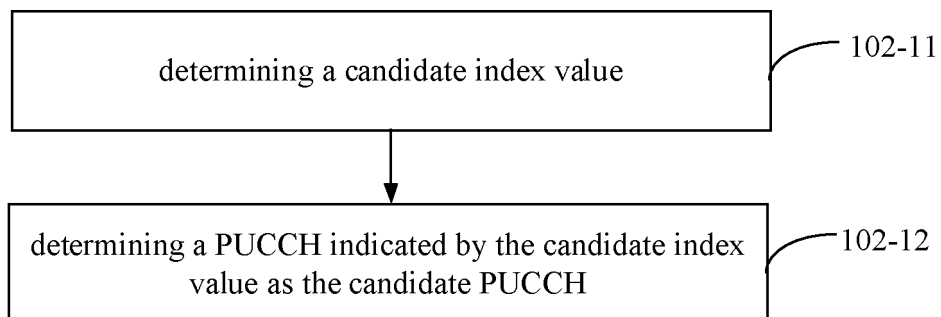 determining a candidate index value
102-11
determining a PUCCH indicated by the candidate index
value as the candidate PUCCH
102-12